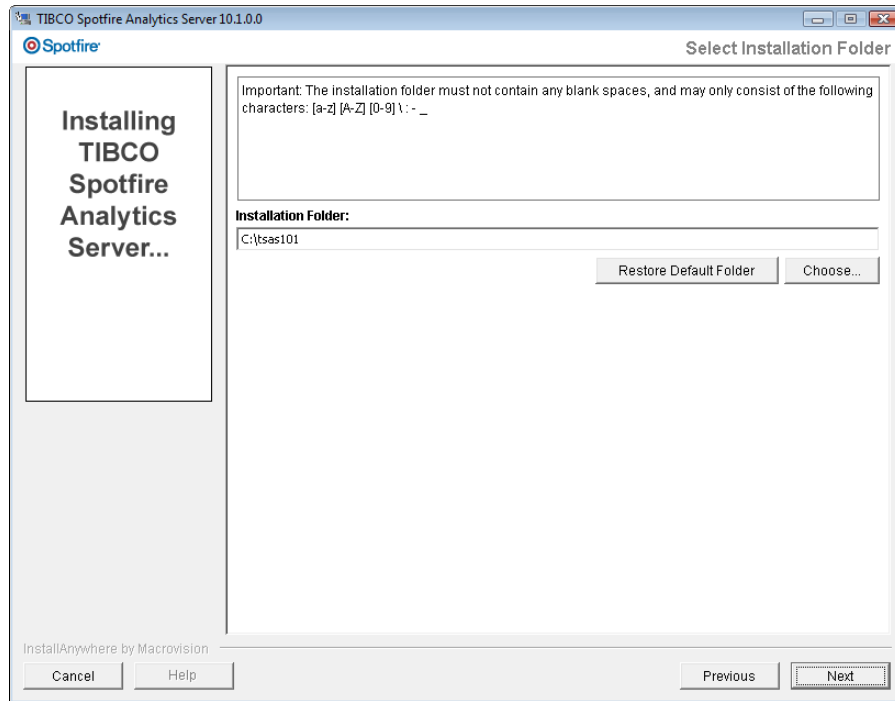 TIBCO Spotfire Analytics Server 10.1.0.0
Spotfire
Select Installation Folder
Installing
TIBCO
Spotfire
Analytics
Server...
Important: The installation folder must not contain any blank spaces, and may only consist of the following
characters: [a-z] [A-Z] [0-9] \ : - _
Installation Folder:
C:\tsas101
Restore Default Folder
Choose...
InstallAnywhere by Macrovision
Cancel
Help
Previous
Next